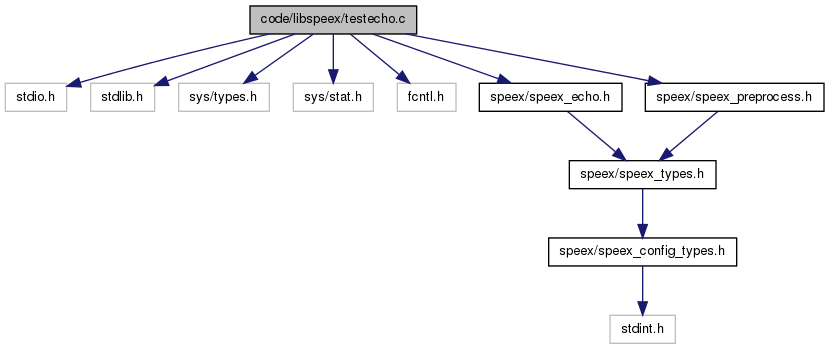 code/libspeex/testecho.c
stdio.h
stdlib.h
sys/types.h
sys/stat.h
fcntl.h
speex/speex_echo.h
speex/speex_preprocess.h
speex/speex_types.h
speex/speex_config_types.h
stdint.h